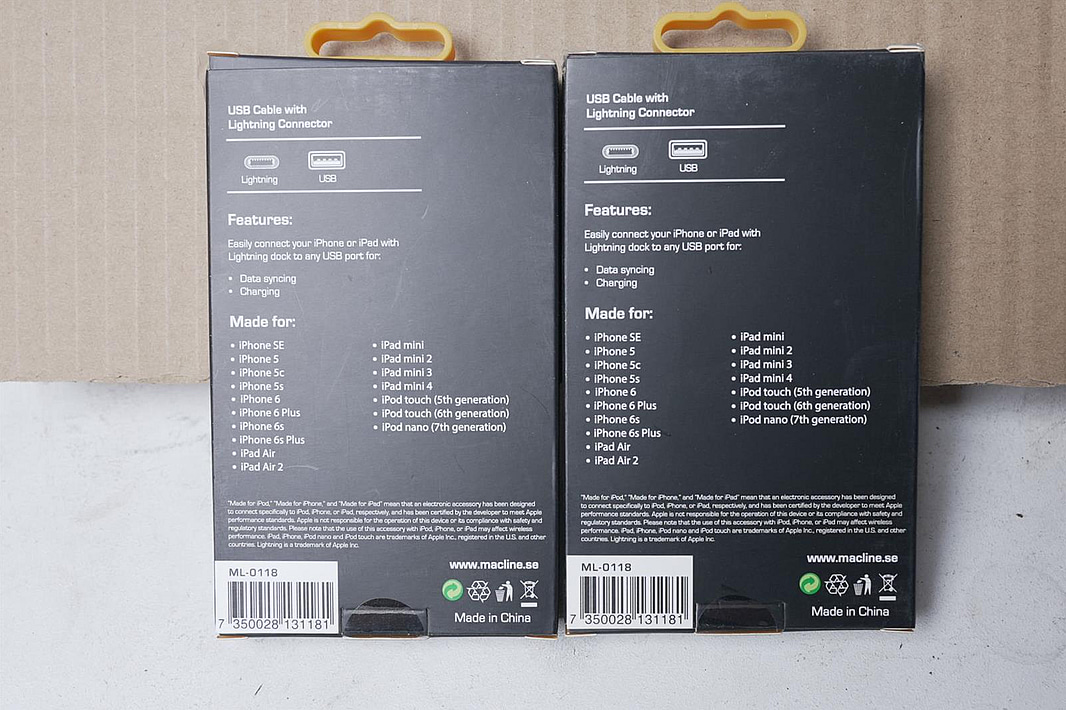 USB Cable with
Lightning Connector
Lightning
USB
Features:
Easily connect your iPhone or iPad with
Lightning dock to any USB port for:
• Data syncing
• Charging
Made for:
• iPhone SE
• iPhone 5
• iPhone 5c
• iPhone 5s
• iPhone 6
• iPhone 6 Plus
• iPhone 6s
• iPhone 6s Plus
• iPad Air
• iPad Air 2
• iPad mini
• iPad mini 2
• iPad mini 3
• iPad mini 4
• iPod touch (5th generation)
• iPod touch (6th generation)
• iPod nano (7th generation)
"Made for iPod," "Made for iPhone," and "Made for iPad" mean that an electronic accessory has been designed
to connect specifically to iPod, iPhone, or iPad, respectively, and has been certified by the developer to meet Apple
performance standards. Apple is not responsible for the operation of this device or its compliance with safety and
regulatory standards. Please note that the use of this accessory with iPod, iPhone, or iPad may affect wireless
performance. iPad, iPhone, iPod nano and iPod touch are trademarks of Apple Inc., registered in the U.S. and other
countries. Lightning is a trademark of Apple Inc.
www.macline.se
ML-0118
7 350028 131181
Made in China
USB Cable with
Lightning Connector
Lightning
USB
Features:
Easily connect your iPhone or iPad with
Lightning dock to any USB port for:
• Data syncing
• Charging
Made for:
• iPhone SE
• iPhone 5
• iPhone 5c
• iPhone 5s
• iPhone 6
• iPhone 6 Plus
• iPhone 6s
• iPhone 6s Plus
• iPad Air
• iPad Air 2
• iPad mini
• iPad mini 2
• iPad mini 3
• iPad mini 4
• iPod touch (5th generation)
• iPod touch (6th generation)
• iPod nano (7th generation)
"Made for iPod," "Made for iPhone," and "Made for iPad" mean that an electronic accessory has been designed
to connect specifically to iPod, iPhone, or iPad, respectively, and has been certified by the developer to meet Apple
performance standards. Apple is not responsible for the operation of this device or its compliance with safety and
regulatory standards. Please note that the use of this accessory with iPod, iPhone, or iPad may affect wireless
performance. iPad, iPhone, iPod nano and iPod touch are trademarks of Apple Inc., registered in the U.S. and other
countries. Lightning is a trademark of Apple Inc.
www.macline.se
ML-0118
7 350028 131181
Made in China